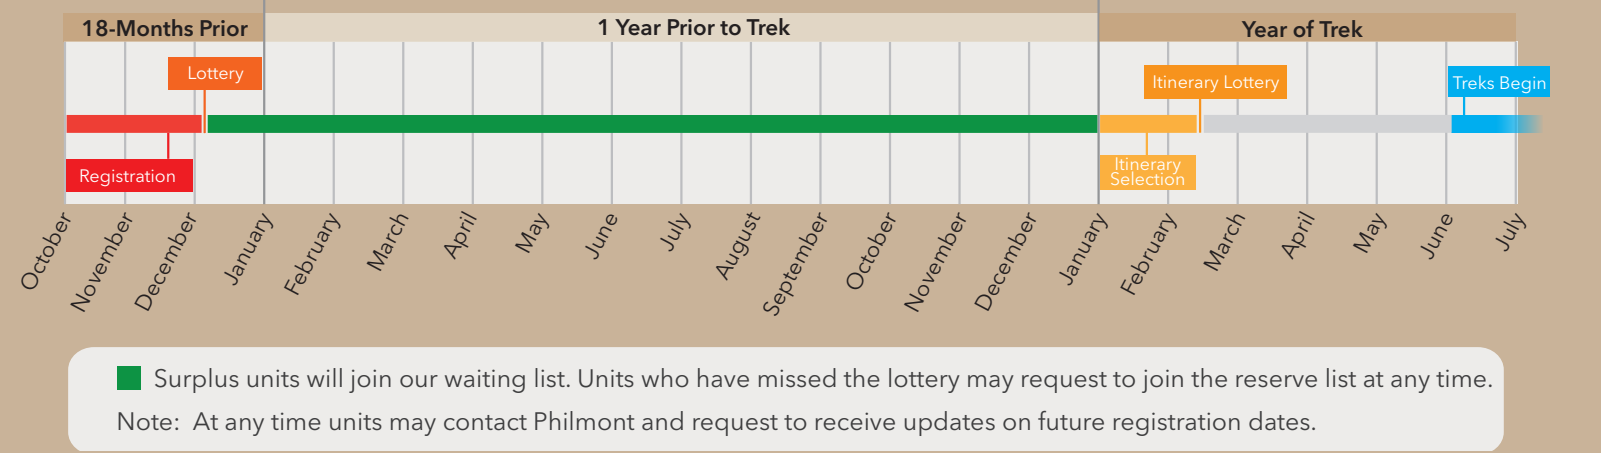 18-Months Prior
1 Year Prior to Trek
Year of Trek
Lottery
Itinerary Lottery
Treks Begin
Registration
Itinerary
Selection
October
November
December
January
February
March
April
May
June
July
August
September
October
November
December
January
February
March
April
May
June
July
Surplus units will join our waiting list. Units who have missed the lottery may request to join the reserve list at any time.
Note: At any time units may contact Philmont and request to receive updates on future registration dates.